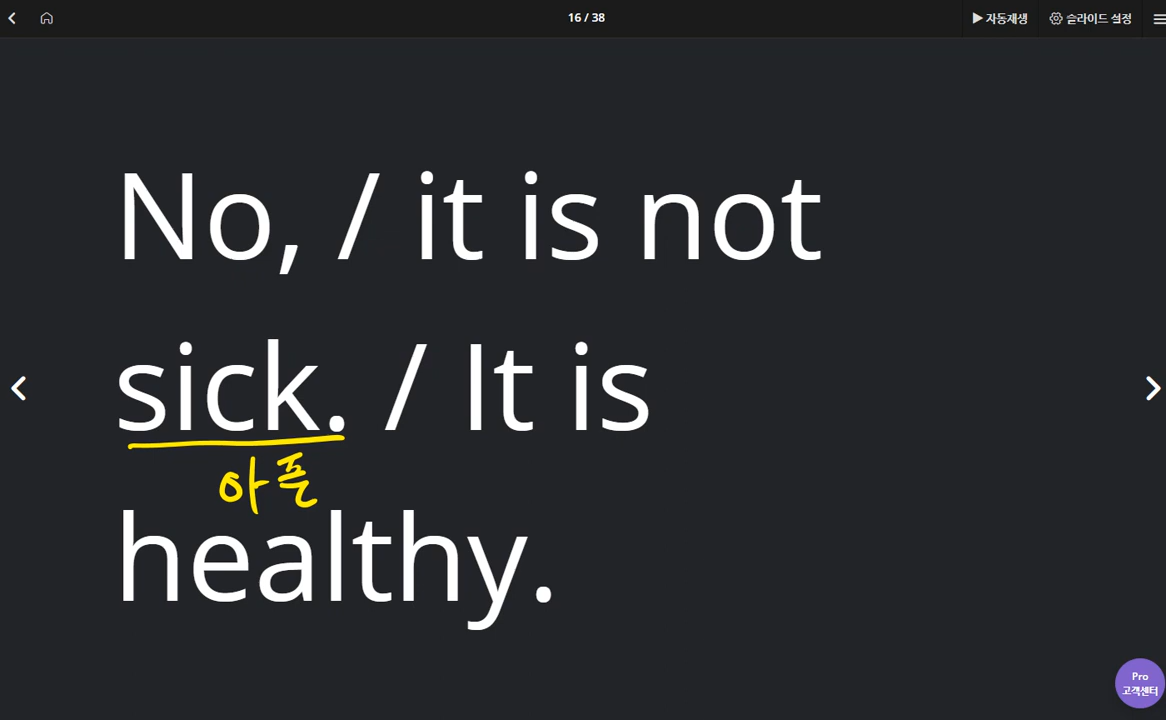 16 / 38
▶ 자동재생
슬라이드 설정
No, / it is not
sick. / It is
아픈
healthy.
Pro
고객센터